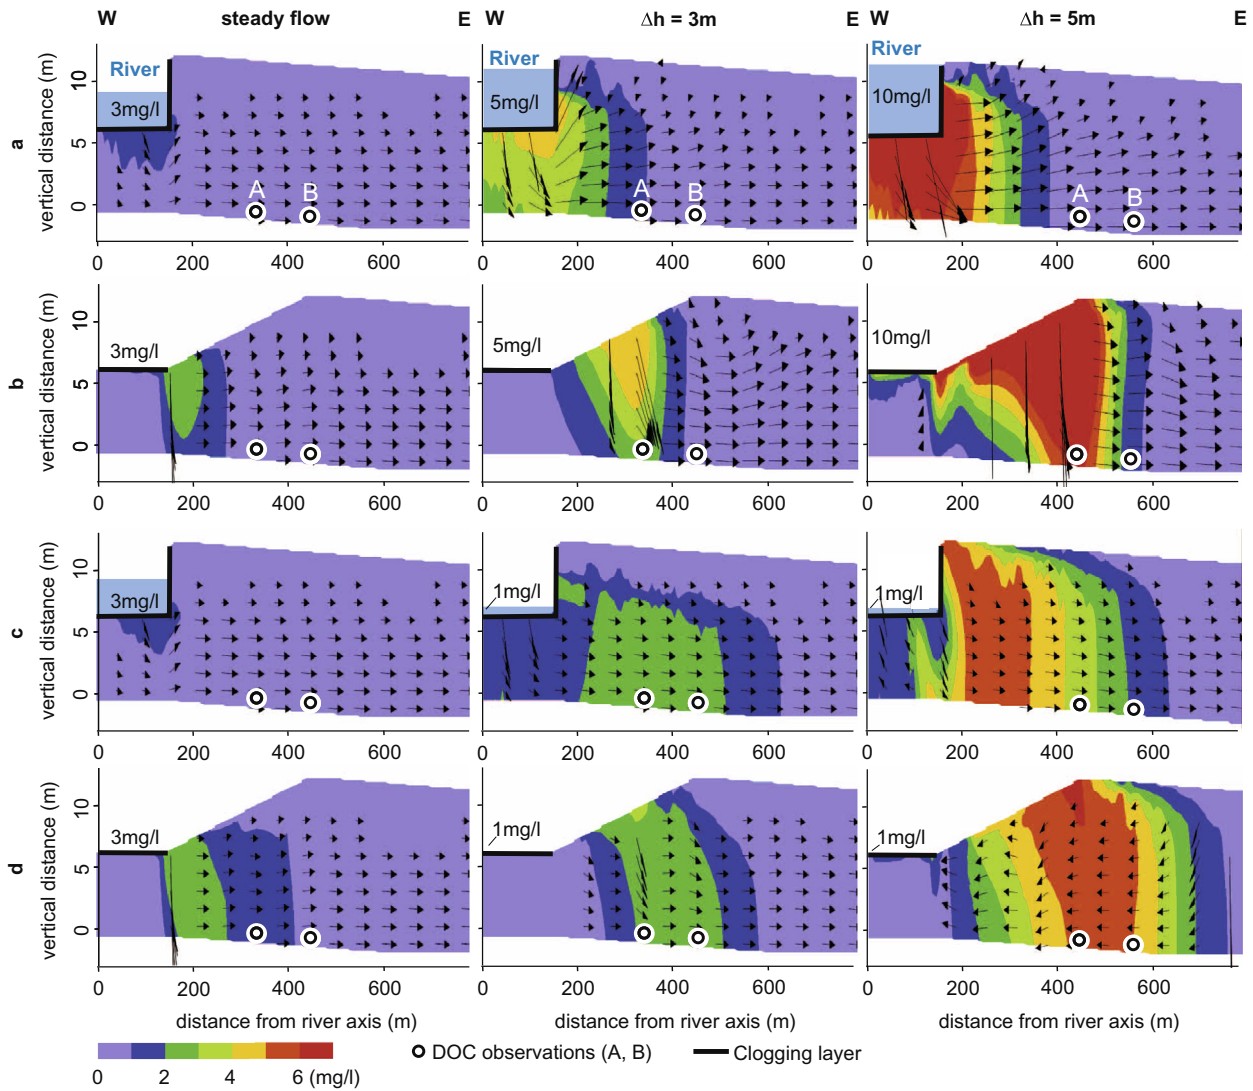 W steady flow E W Δh = 3m E W Δh = 5m E
a
vertical distance (m)
10
5
0
River
3mg/l
A
B
River
5mg/l
A
B
River
10mg/l
A
B
0 200 400 600 0 200 400 600 0 200 400 600
b
vertical distance (m)
10
5
0
3mg/l
5mg/l
10mg/l
0 200 400 600 0 200 400 600 0 200 400 600
c
vertical distance (m)
10
5
0
3mg/l
1mg/l
1mg/l
0 200 400 600 0 200 400 600 0 200 400 600
d
vertical distance (m)
10
5
0
3mg/l
1mg/l
1mg/l
0 200 400 600 0 200 400 600 0 200 400 600
distance from river axis (m) distance from river axis (m) distance from river axis (m)
DOC observations (A, B) Clogging layer
0 2 4 6 (mg/l)